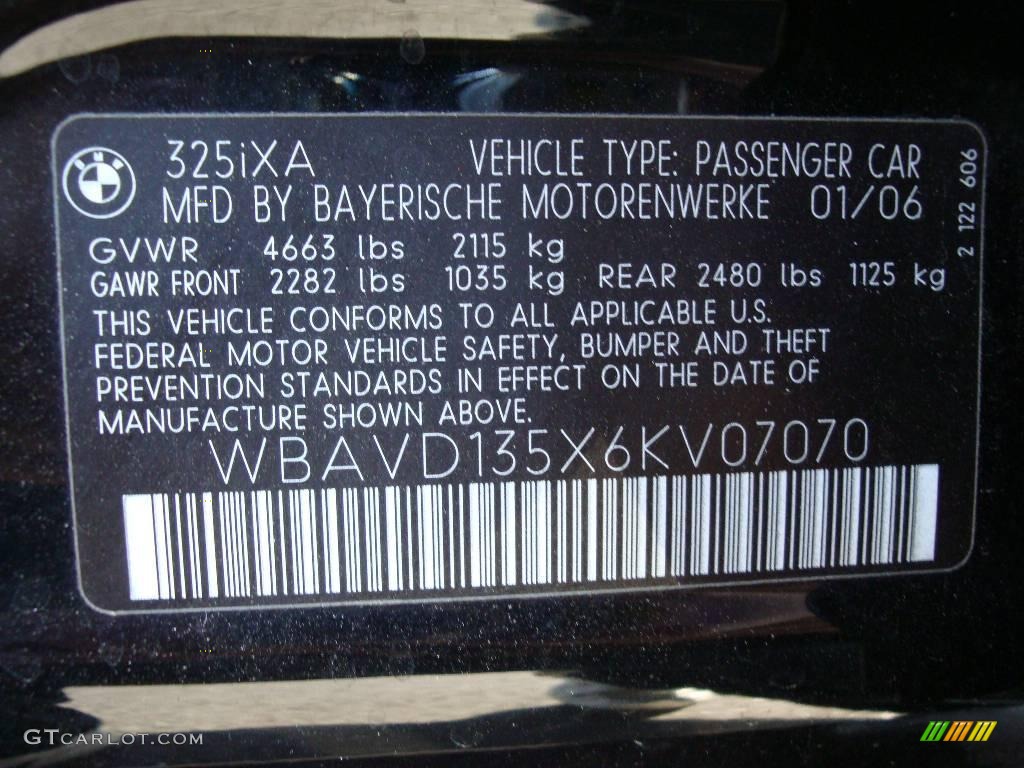 325iXA VEHICLE TYPE: PASSENGER CAR
MFD BY BAYERISCHE MOTORENWERKE 01/06
GVWR 4663 lbs 2115 kg
GAWR FRONT 2282 lbs 1035 kg REAR 2480 lbs 1125 kg
THIS VEHICLE CONFORMS TO ALL APPLICABLE U.S.
FEDERAL MOTOR VEHICLE SAFETY, BUMPER AND THEFT
PREVENTION STANDARDS IN EFFECT ON THE DATE OF
MANUFACTURE SHOWN ABOVE.
WBAVD135X6KV07070
2 122 606
GTCARLOT.COM